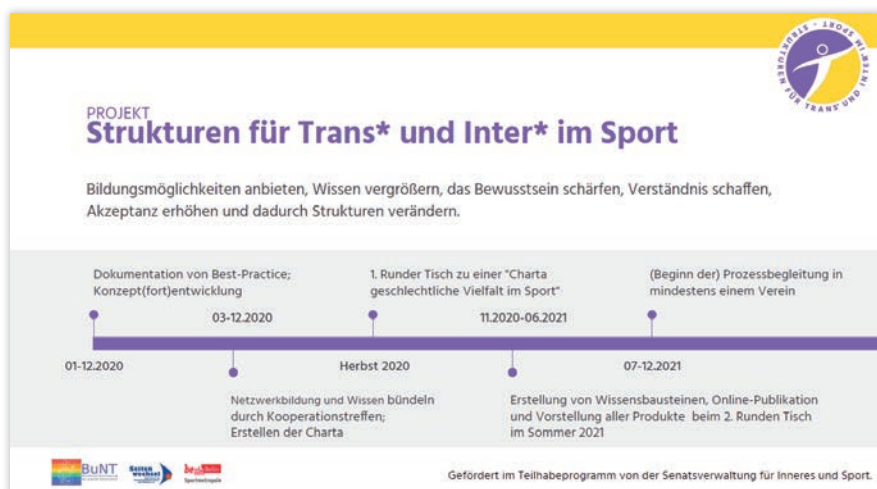 STRUKTUREN FÜR TRANS* UND INTER* IM SPORT -
PROJEKT
Strukturen für Trans* und Inter* im Sport
Bildungsmöglichkeiten anbieten, Wissen vergrößern, das Bewusstsein schärfen, Verständnis schaffen,
Akzeptanz erhöhen und dadurch Strukturen verändern.
Dokumentation von Best-Practice;
Konzept(fort)entwicklung
1. Runder Tisch zu einer "Charta
geschlechtliche Vielfalt im Sport"
(Beginn der) Prozessbegleitung in
mindestens einem Verein
03-12.2020
11.2020-06.2021
01-12.2020
Herbst 2020
07-12.2021
Netzwerkbildung und Wissen bündeln
durch Kooperationstreffen;
Erstellen der Charta
Erstellung von Wissensbausteinen, Online-Publikation
und Vorstellung aller Produkte beim 2. Runden Tisch
im Sommer 2021
BuNT
Seiten
wechsel
Sportmetropole
Gefördert im Teilhabeprogramm von der Senatsverwaltung für Inneres und Sport.